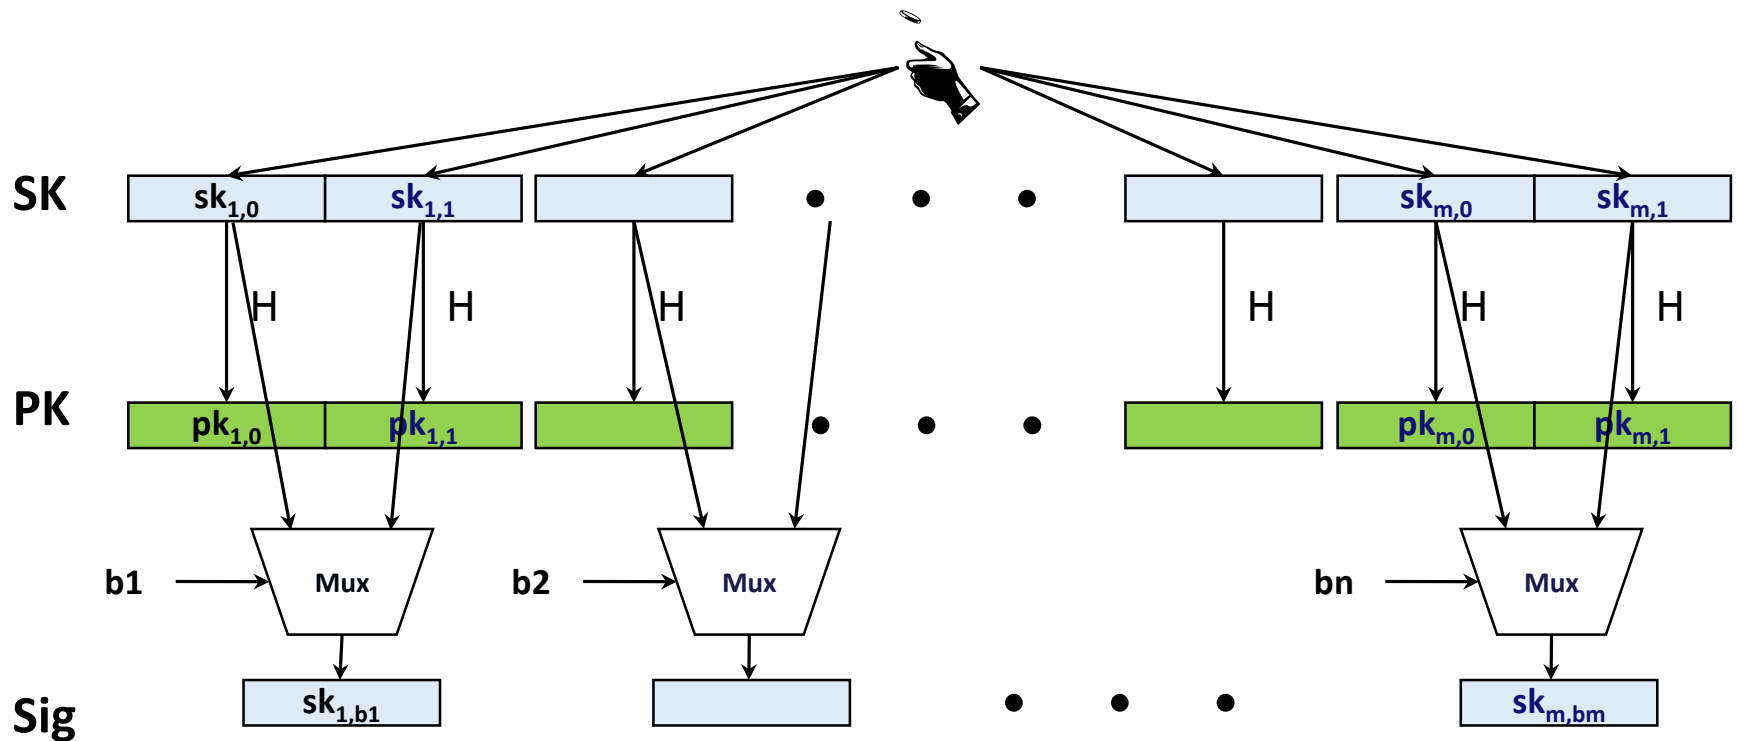 SK sk1,0 sk1,1 skm,0 skm,1
H H H H H H
PK pk1,0 pk1,1 pkm,0 pkm,1
b1 Mux b2 Mux bn Mux
Sig sk1,b1 skm,bm